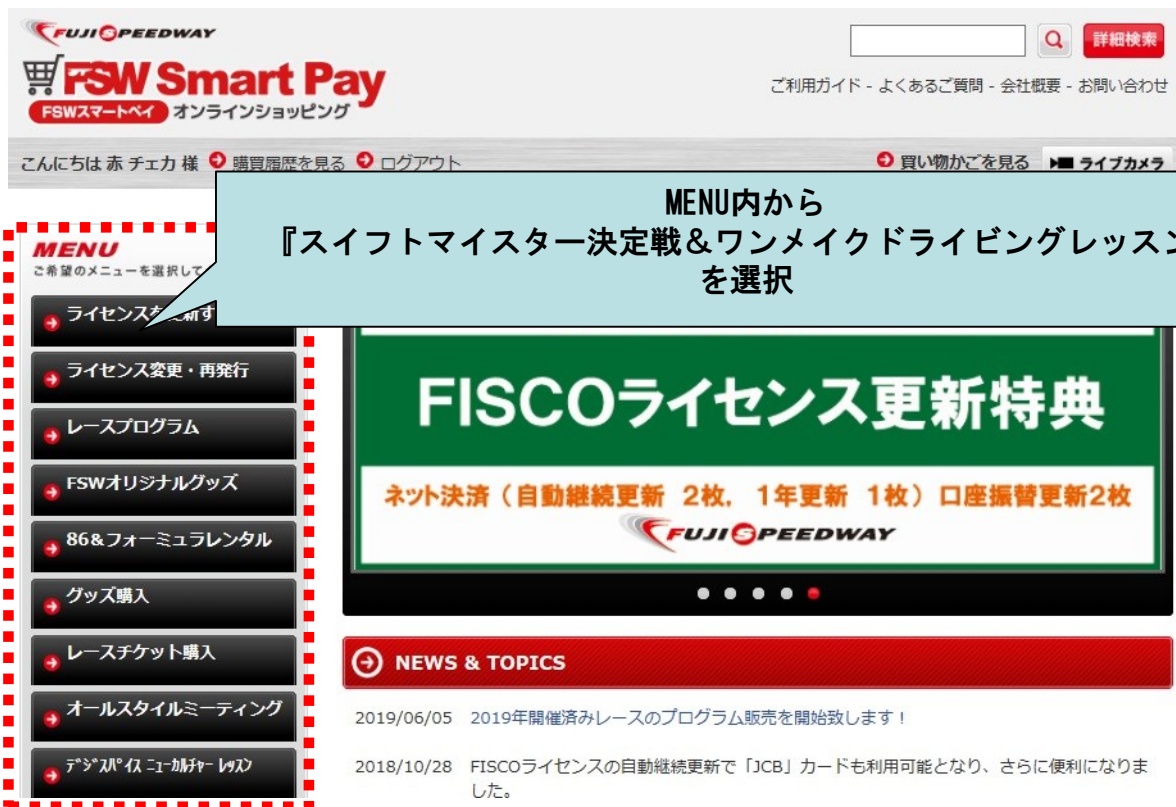 FUJI SPEEDWAY
FSW Smart Pay
FSWスマートペイ オンラインショッピング
詳細検索
ご利用ガイド - よくあるご質問 - 会社概要 - お問い合わせ
こんにちは 赤 チェカ 様 購買履歴を見る ログアウト
買い物かごを見る ライブカメラ
MENU内から
『スイフトマイスター決定戦＆ワンメイクドライビングレッスン
を選択
MENU
ご希望のメニューを選択して
ライセンスを更新す
ライセンス変更・再発行
レースプログラム
FSWオリジナルグッズ
86&フォーミュラレンタル
グッズ購入
レースチケット購入
オールスタイルミーティング
ﾃﾞｼﾞｽﾊﾟｲｽ ﾆｭｰｶﾙﾁｬｰ ﾚｯｽﾝ
FISCOライセンス更新特典
ネット決済（自動継続更新 2枚，1年更新 1枚）口座振替更新2枚
FUJI SPEEDWAY
NEWS & TOPICS
2019/06/05 2019年開催済みレースのプログラム販売を開始致します！
2018/10/28 FISCOライセンスの自動継続更新で「JCB」カードも利用可能となり、さらに便利になりま
した。